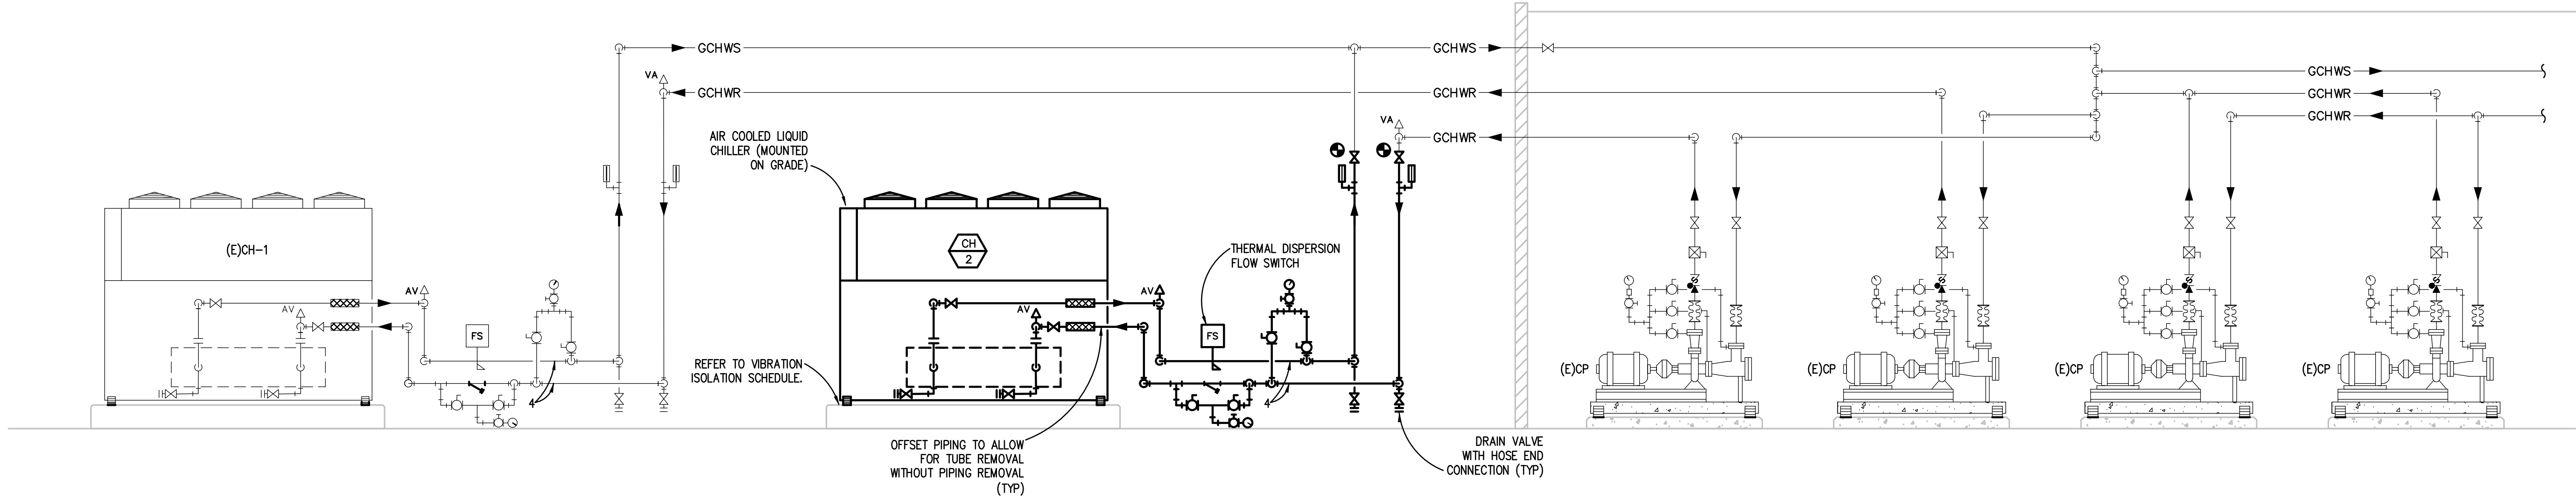 GCHWS
GCHWS
VA
GCHWS
GCHWR
GCHWR
GCHWR
VA
GCHWR
GCHWR
AIR COOLED LIQUID
CHILLER (MOUNTED
ON GRADE)
(E)CH-1
CH
2
THERMAL DISPERSION
FLOW SWITCH
AV
AV
AV
AV
FS
FS
REFER TO VIBRATION
ISOLATION SCHEDULE.
(E)CP
(E)CP
(E)CP
(E)CP
4
4
OFFSET PIPING TO ALLOW
FOR TUBE REMOVAL
WITHOUT PIPING REMOVAL
(TYP)
DRAIN VALVE
WITH HOSE END
CONNECTION (TYP)